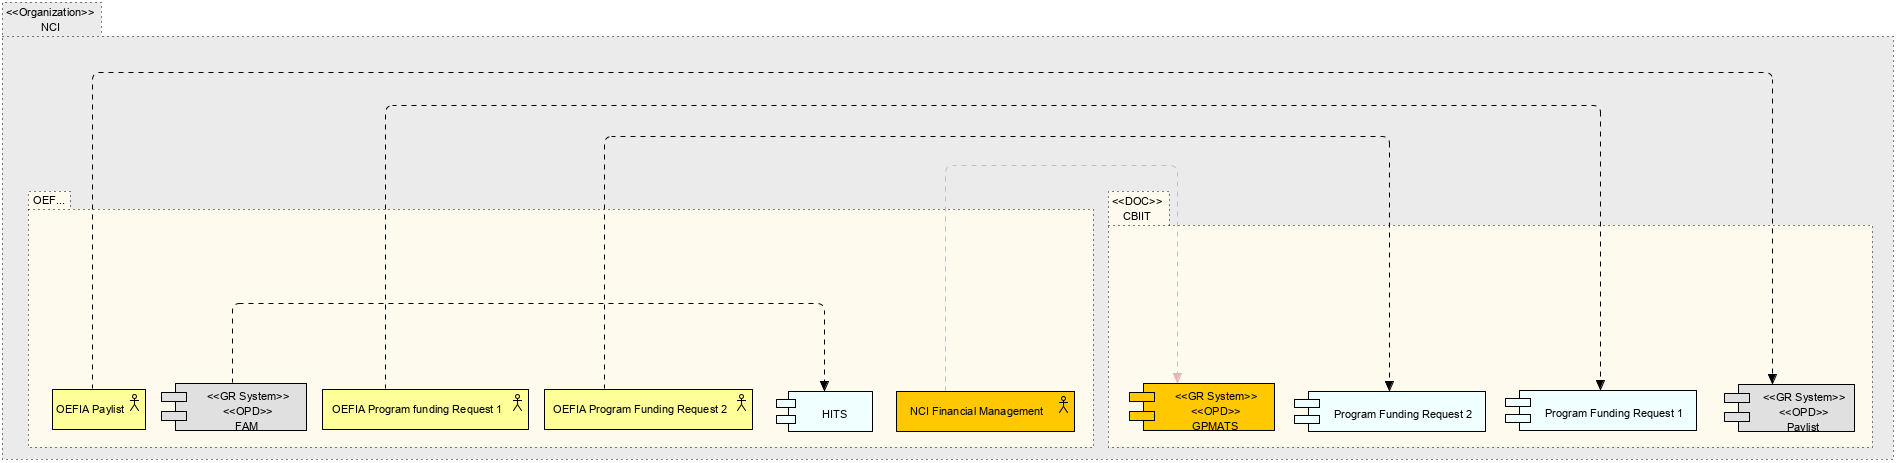 <<Organization>>
NCI
OEF...
<<DOC>>
CBIIT
OEFIA Paylist
<<GR System>>
<<OPD>>
FAM
OEFIA Program funding Request 1
OEFIA Program Funding Request 2
HITS
NCI Financial Management
<<GR System>>
<<OPD>>
GPMATS
Program Funding Request 2
Program Funding Request 1
<<GR System>>
<<OPD>>
Paylist